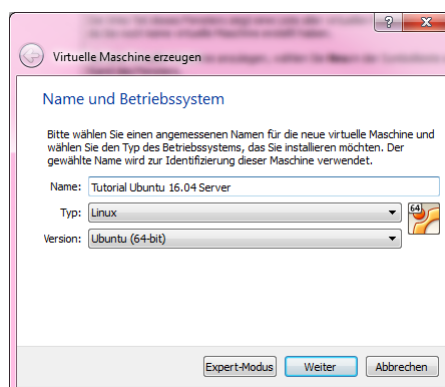 Virtuelle Maschine erzeugen
Name und Betriebssystem
Bitte wählen Sie einen angemessenen Namen für die neue virtuelle Maschine und
wählen Sie den Typ des Betriebssystems, das Sie installieren möchten. Der
gewählte Name wird zur Identifizierung dieser Maschine verwendet.
Name: Tutorial Ubuntu 16.04 Server
Typ: Linux
64
Version: Ubuntu (64-bit)
Expert-Modus Weiter Abbrechen